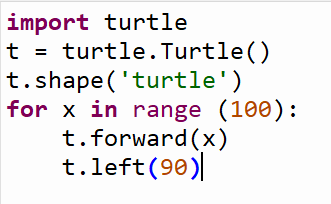 import turtle
t = turtle.Turtle()
t.shape('turtle')
for x in range (100):
    t.forward(x)
    t.left(90)